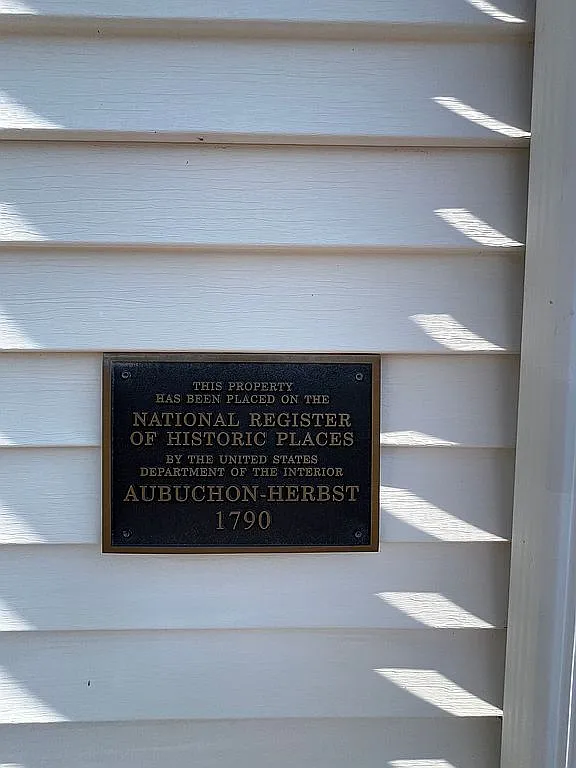 THIS PROPERTY
HAS BEEN PLACED ON THE
NATIONAL REGISTER
OF HISTORIC PLACES
BY THE UNITED STATES
DEPARTMENT OF THE INTERIOR
AUBUCHON-HERBST
1790